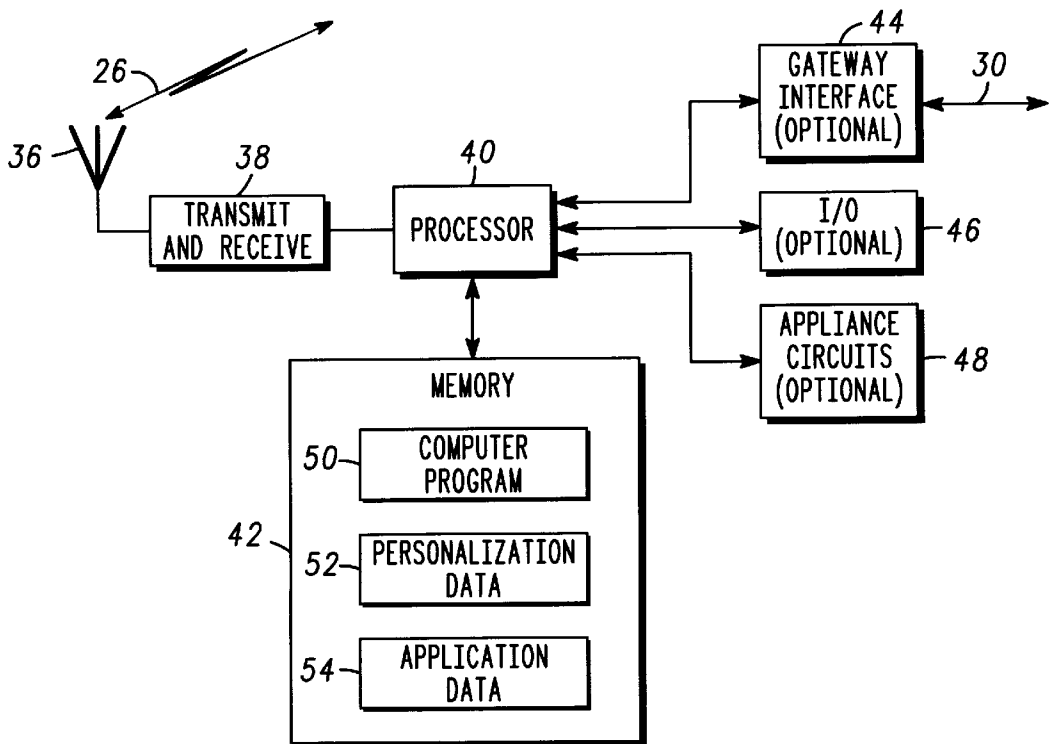 44
26
GATEWAY
INTERFACE
(OPTIONAL)
30
36
38
TRANSMIT
AND RECEIVE
40
PROCESSOR
I/O
(OPTIONAL)
46
APPLIANCE
CIRCUITS
(OPTIONAL)
48
MEMORY
42
50
COMPUTER
PROGRAM
52
PERSONALIZATION
DATA
54
APPLICATION
DATA